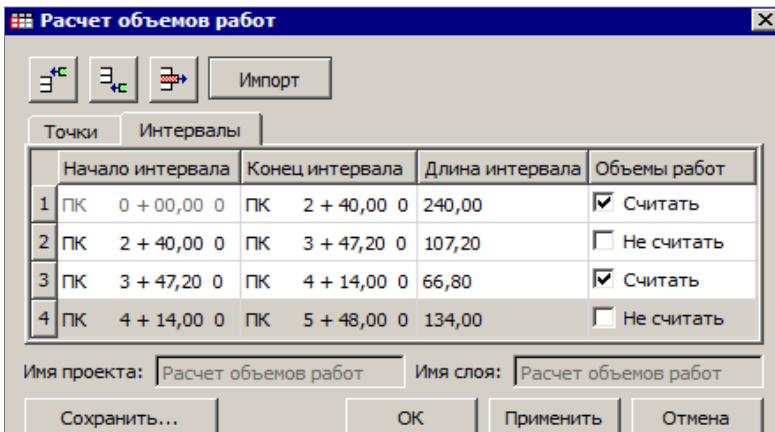 Расчет объемов работ
Импорт
Точки Интервалы
Начало интервала Конец интервала Длина интервала Объемы работ
1 ПК 0 + 00,00 0 ПК 2 + 40,00 0 240,00 Считать
2 ПК 2 + 40,00 0 ПК 3 + 47,20 0 107,20 Не считать
3 ПК 3 + 47,20 0 ПК 4 + 14,00 0 66,80 Считать
4 ПК 4 + 14,00 0 ПК 5 + 48,00 0 134,00 Не считать
Имя проекта: Расчет объемов работ Имя слоя: Расчет объемов работ
Сохранить... ОК Применить Отмена